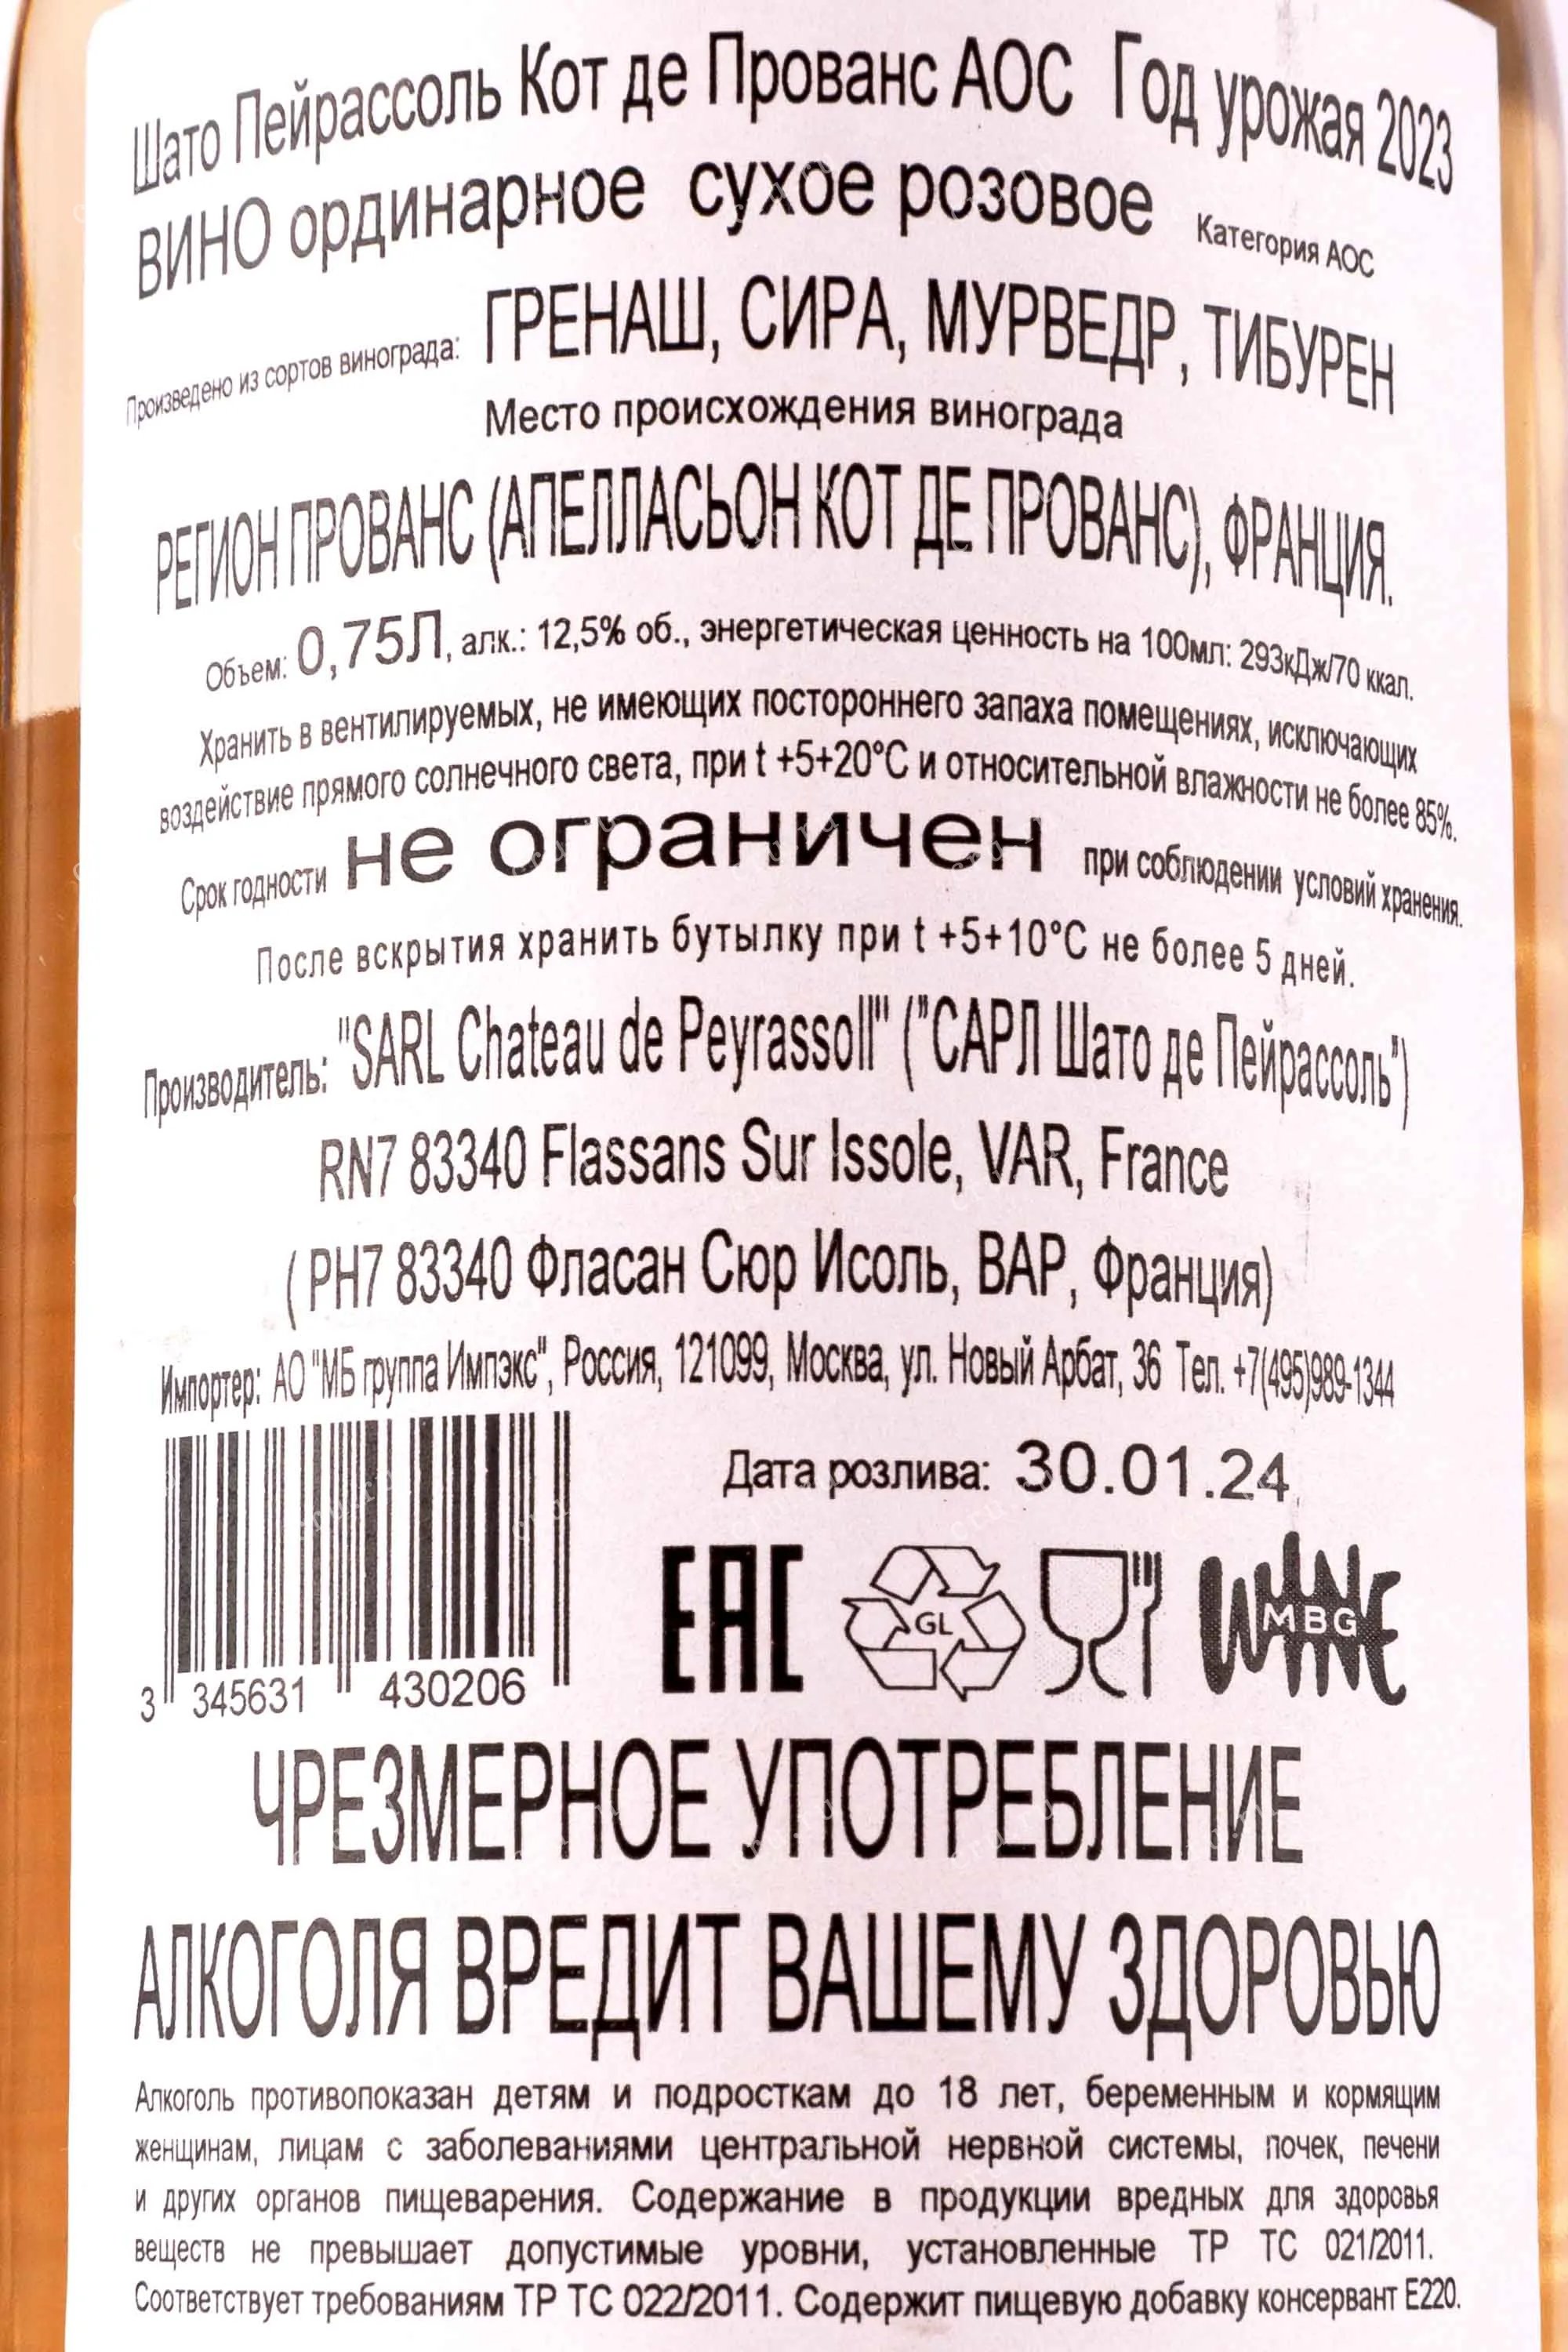 Шато Пейрассоль Кот де Прованс АОС Год урожая 2023
ВИНО ординарное сухое розовое Категория АОС
Произведено из сортов винограда: ГРЕНАШ, СИРА, МУРВЕДР, ТИБУРЕН
Место происхождения винограда
РЕГИОН ПРОВАНС (АПЕЛЛАСЬОН КОТ ДЕ ПРОВАНС), ФРАНЦИЯ.
Объем: 0,75Л, алк.: 12,5% об., энергетическая ценность на 100мл: 293кДж/70 ккал.
Хранить в вентилируемых, не имеющих постороннего запаха помещениях, исключающих
воздействие прямого солнечного света, при t +5+20°C и относительной влажности не более 85%.
Срок годности не ограничен при соблюдении условий хранения.
После вскрытия хранить бутылку при t +5+10°C не более 5 дней.
Производитель: "SARL Chateau de Peyrassoll" ("САРЛ Шато де Пейрассоль")
RN7 83340 Flassans Sur Issole, VAR, France
( РН7 83340 Фласан Сюр Исоль, ВАР, Франция)
Импортер: АО "МБ группа Импэкс", Россия, 121099, Москва, ул. Новый Арбат, 36 Тел. +7(495)989-1344
Дата розлива: 30.01.24
EAC GL WINE MBG
3 345631 430206
ЧРЕЗМЕРНОЕ УПОТРЕБЛЕНИЕ
АЛКОГОЛЯ ВРЕДИТ ВАШЕМУ ЗДОРОВЬЮ
Алкоголь противопоказан детям и подросткам до 18 лет, беременным и кормящим
женщинам, лицам с заболеваниями центральной нервной системы, почек, печени
и других органов пищеварения. Содержание в продукции вредных для здоровья
веществ не превышает допустимые уровни, установленные ТР ТС 021/2011.
Соответствует требованиям ТР ТС 022/2011. Содержит пищевую добавку консервант Е220.